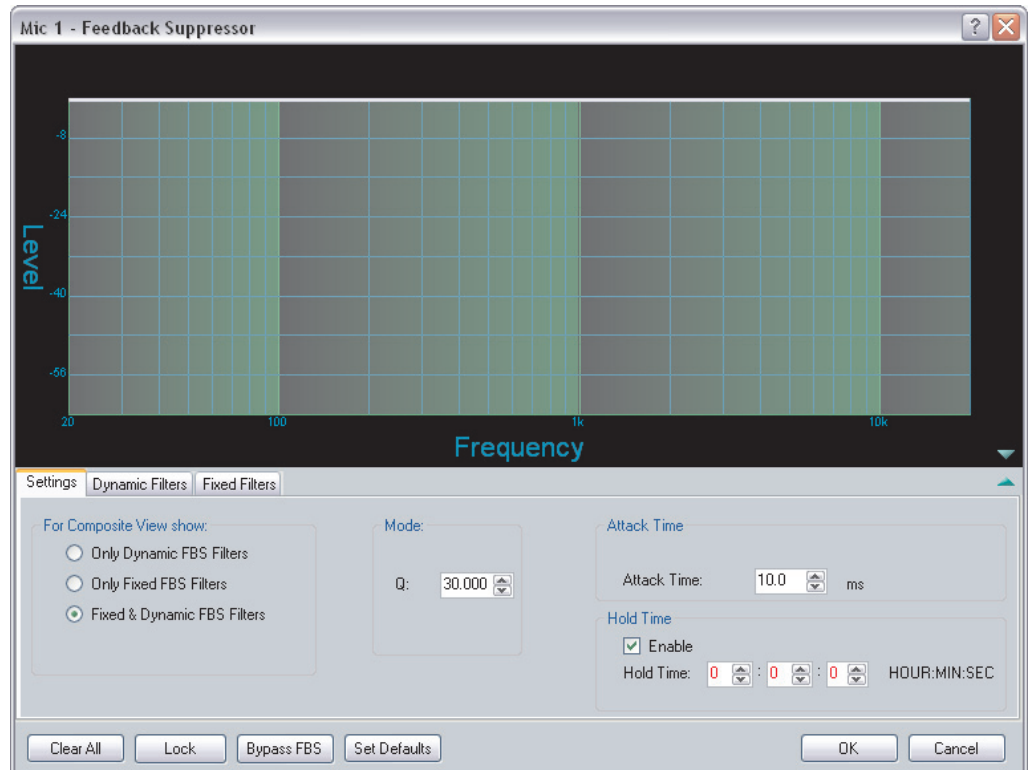 Mic 1 - Feedback Suppressor
?
-8
-24
Level
-40
-56
20 100 1k 10k
Frequency
Settings Dynamic Filters Fixed Filters
For Composite View show:
Only Dynamic FBS Filters
Only Fixed FBS Filters
Fixed & Dynamic FBS Filters
Mode:
Q: 30.000
Attack Time
Attack Time: 10.0 ms
Hold Time
Enable
Hold Time: 0 : 0 : 0 HOUR:MIN:SEC
Clear All Lock Bypass FBS Set Defaults OK Cancel